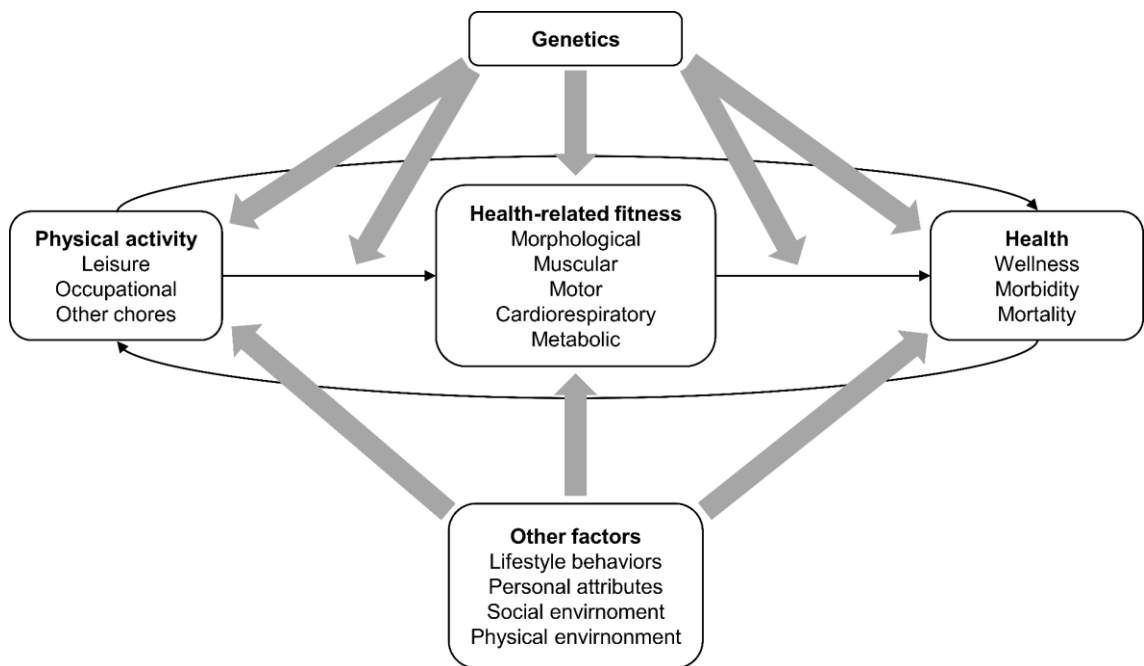 Genetics
Physical activity
Leisure
Occupational
Other chores
Health-related fitness
Morphological
Muscular
Motor
Cardiorespiratory
Metabolic
Health
Wellness
Morbidity
Mortality
Other factors
Lifestyle behaviors
Personal attributes
Social envirnoment
Physical envirnonment